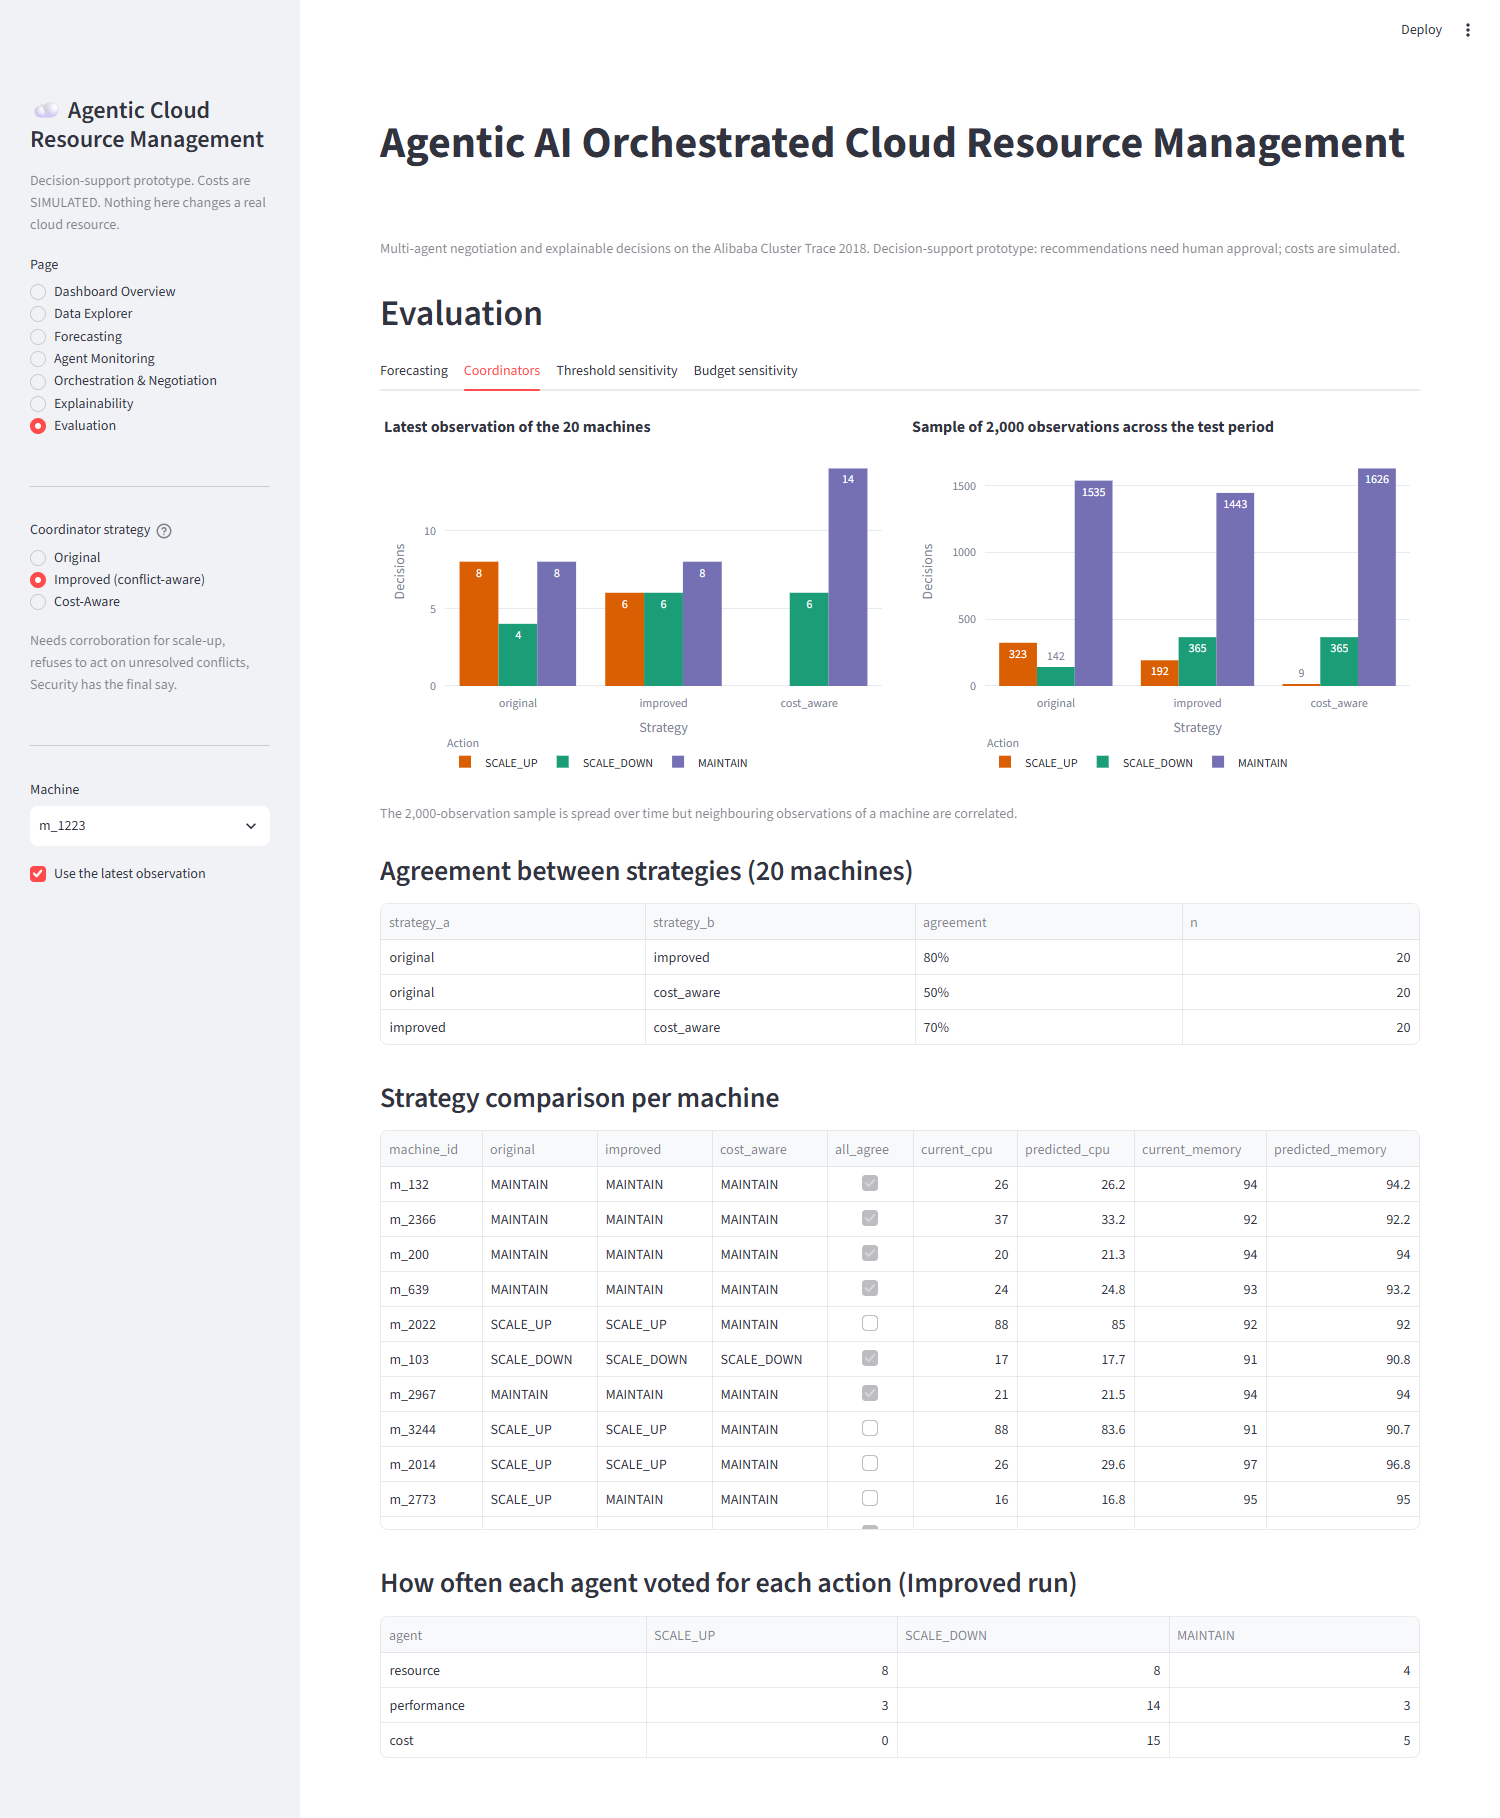 Deploy
Agentic Cloud
Resource Management
Decision-support prototype. Costs are
SIMULATED. Nothing here changes a real
cloud resource.
Page
Dashboard Overview
Data Explorer
Forecasting
Agent Monitoring
Orchestration & Negotiation
Explainability
Evaluation
Coordinator strategy
Original
Improved (conflict-aware)
Cost-Aware
Needs corroboration for scale-up,
refuses to act on unresolved conflicts,
Security has the final say.
Machine
m_1223
Use the latest observation
Agentic AI Orchestrated Cloud Resource Management
Multi-agent negotiation and explainable decisions on the Alibaba Cluster Trace 2018. Decision-support prototype: recommendations need human approval; costs are simulated.
Evaluation
Forecasting Coordinators Threshold sensitivity Budget sensitivity
Latest observation of the 20 machines
Decisions
10
5
0
8 4 8
6 6 8
6 14
original improved cost_aware
Strategy
Action
SCALE_UP SCALE_DOWN MAINTAIN
Sample of 2,000 observations across the test period
Decisions
1500
1000
500
0
323 142 1535
192 365 1443
9 365 1626
original improved cost_aware
Strategy
Action
SCALE_UP SCALE_DOWN MAINTAIN
The 2,000-observation sample is spread over time but neighbouring observations of a machine are correlated.
Agreement between strategies (20 machines)
strategy_a strategy_b agreement n
original improved 80% 20
original cost_aware 50% 20
improved cost_aware 70% 20
Strategy comparison per machine
machine_id original improved cost_aware all_agree current_cpu predicted_cpu current_memory predicted_memory
m_132 MAINTAIN MAINTAIN MAINTAIN 26 26.2 94 94.2
m_2366 MAINTAIN MAINTAIN MAINTAIN 37 33.2 92 92.2
m_200 MAINTAIN MAINTAIN MAINTAIN 20 21.3 94 94
m_639 MAINTAIN MAINTAIN MAINTAIN 24 24.8 93 93.2
m_2022 SCALE_UP SCALE_UP MAINTAIN 88 85 92 92
m_103 SCALE_DOWN SCALE_DOWN SCALE_DOWN 17 17.7 91 90.8
m_2967 MAINTAIN MAINTAIN MAINTAIN 21 21.5 94 94
m_3244 SCALE_UP SCALE_UP MAINTAIN 88 83.6 91 90.7
m_2014 SCALE_UP SCALE_UP MAINTAIN 26 29.6 97 96.8
m_2773 SCALE_UP MAINTAIN MAINTAIN 16 16.8 95 95
How often each agent voted for each action (Improved run)
agent SCALE_UP SCALE_DOWN MAINTAIN
resource 8 8 4
performance 3 14 3
cost 0 15 5